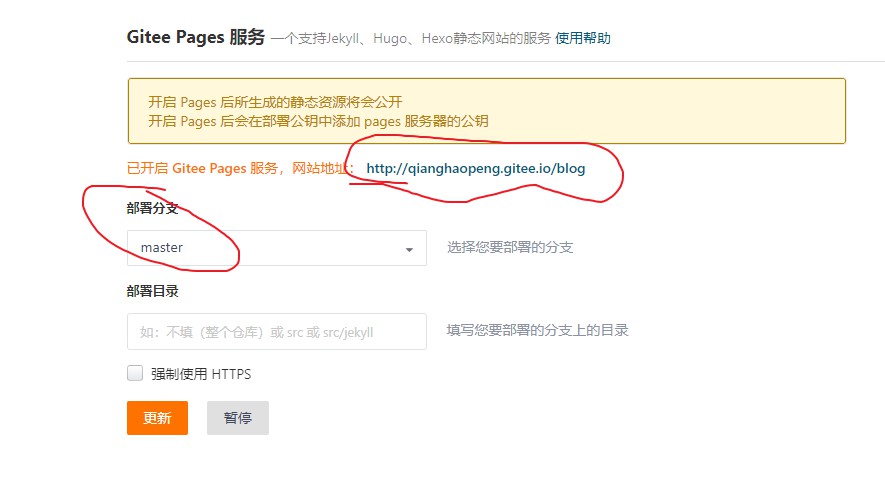 Gitee Pages 服务 一个支持Jekyll、Hugo、Hexo静态网站的服务 使用帮助
开启 Pages 后所生成的静态资源将会公开
开启 Pages 后会在部署公钥中添加 pages 服务器的公钥
已开启 Gitee Pages 服务，网站地址： http://qianghaopeng.gitee.io/blog
部署分支
master 选择您要部署的分支
部署目录
如：不填（整个仓库）或 src 或 src/jekyll 填写您要部署的分支上的目录
强制使用 HTTPS
更新 暂停